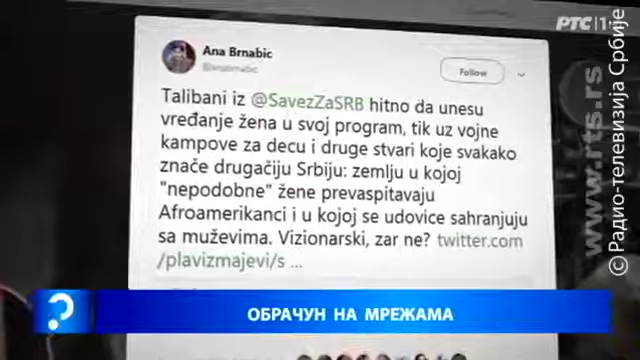 РТС 1
Ana Brnabic
@anabrnabic
Follow
Talibani iz @SavezZaSRB hitno da unesu
vređanje žena u svoj program, tik uz vojne
kampove za decu i druge stvari koje svakako
znače drugačiju Srbiju: zemlju u kojoj
"nepodobne" žene prevaspitavaju
Afroamerikanci i u kojoj se udovice sahranjuju
sa muževima. Vizionarski, zar ne? twitter.com
/plavizmajevi/s ...
ОБРАЧУН НА МРЕЖАМА
www.rts.rs
© Радио-телевизија Србије